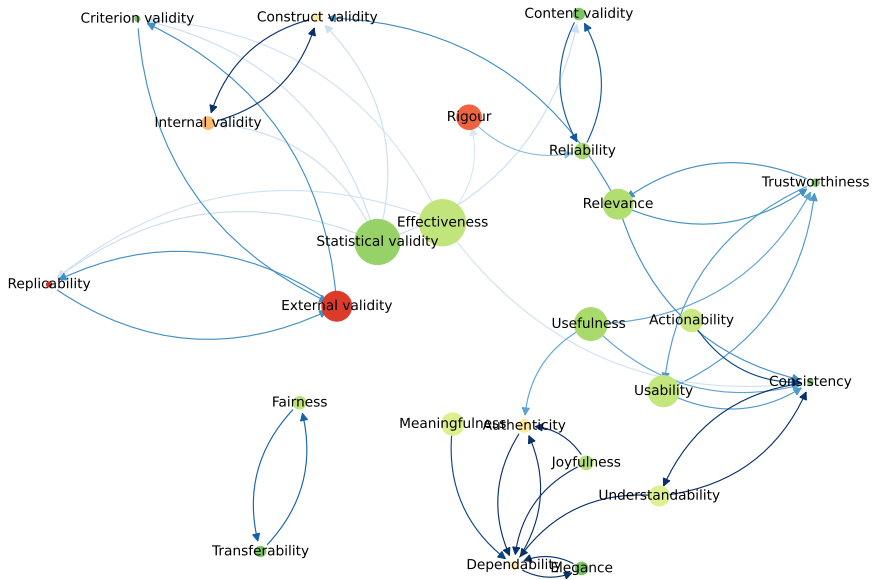 Criterion validity
Construct validity
Content validity
Internal validity
Rigour
Reliability
Trustworthiness
Relevance
Effectiveness
Statistical validity
Replicability
External validity
Usefulness
Actionability
Usability
Consistency
Fairness
Meaningfulness
Authenticity
Joyfulness
Understandability
Transferability
Dependability
Elegance